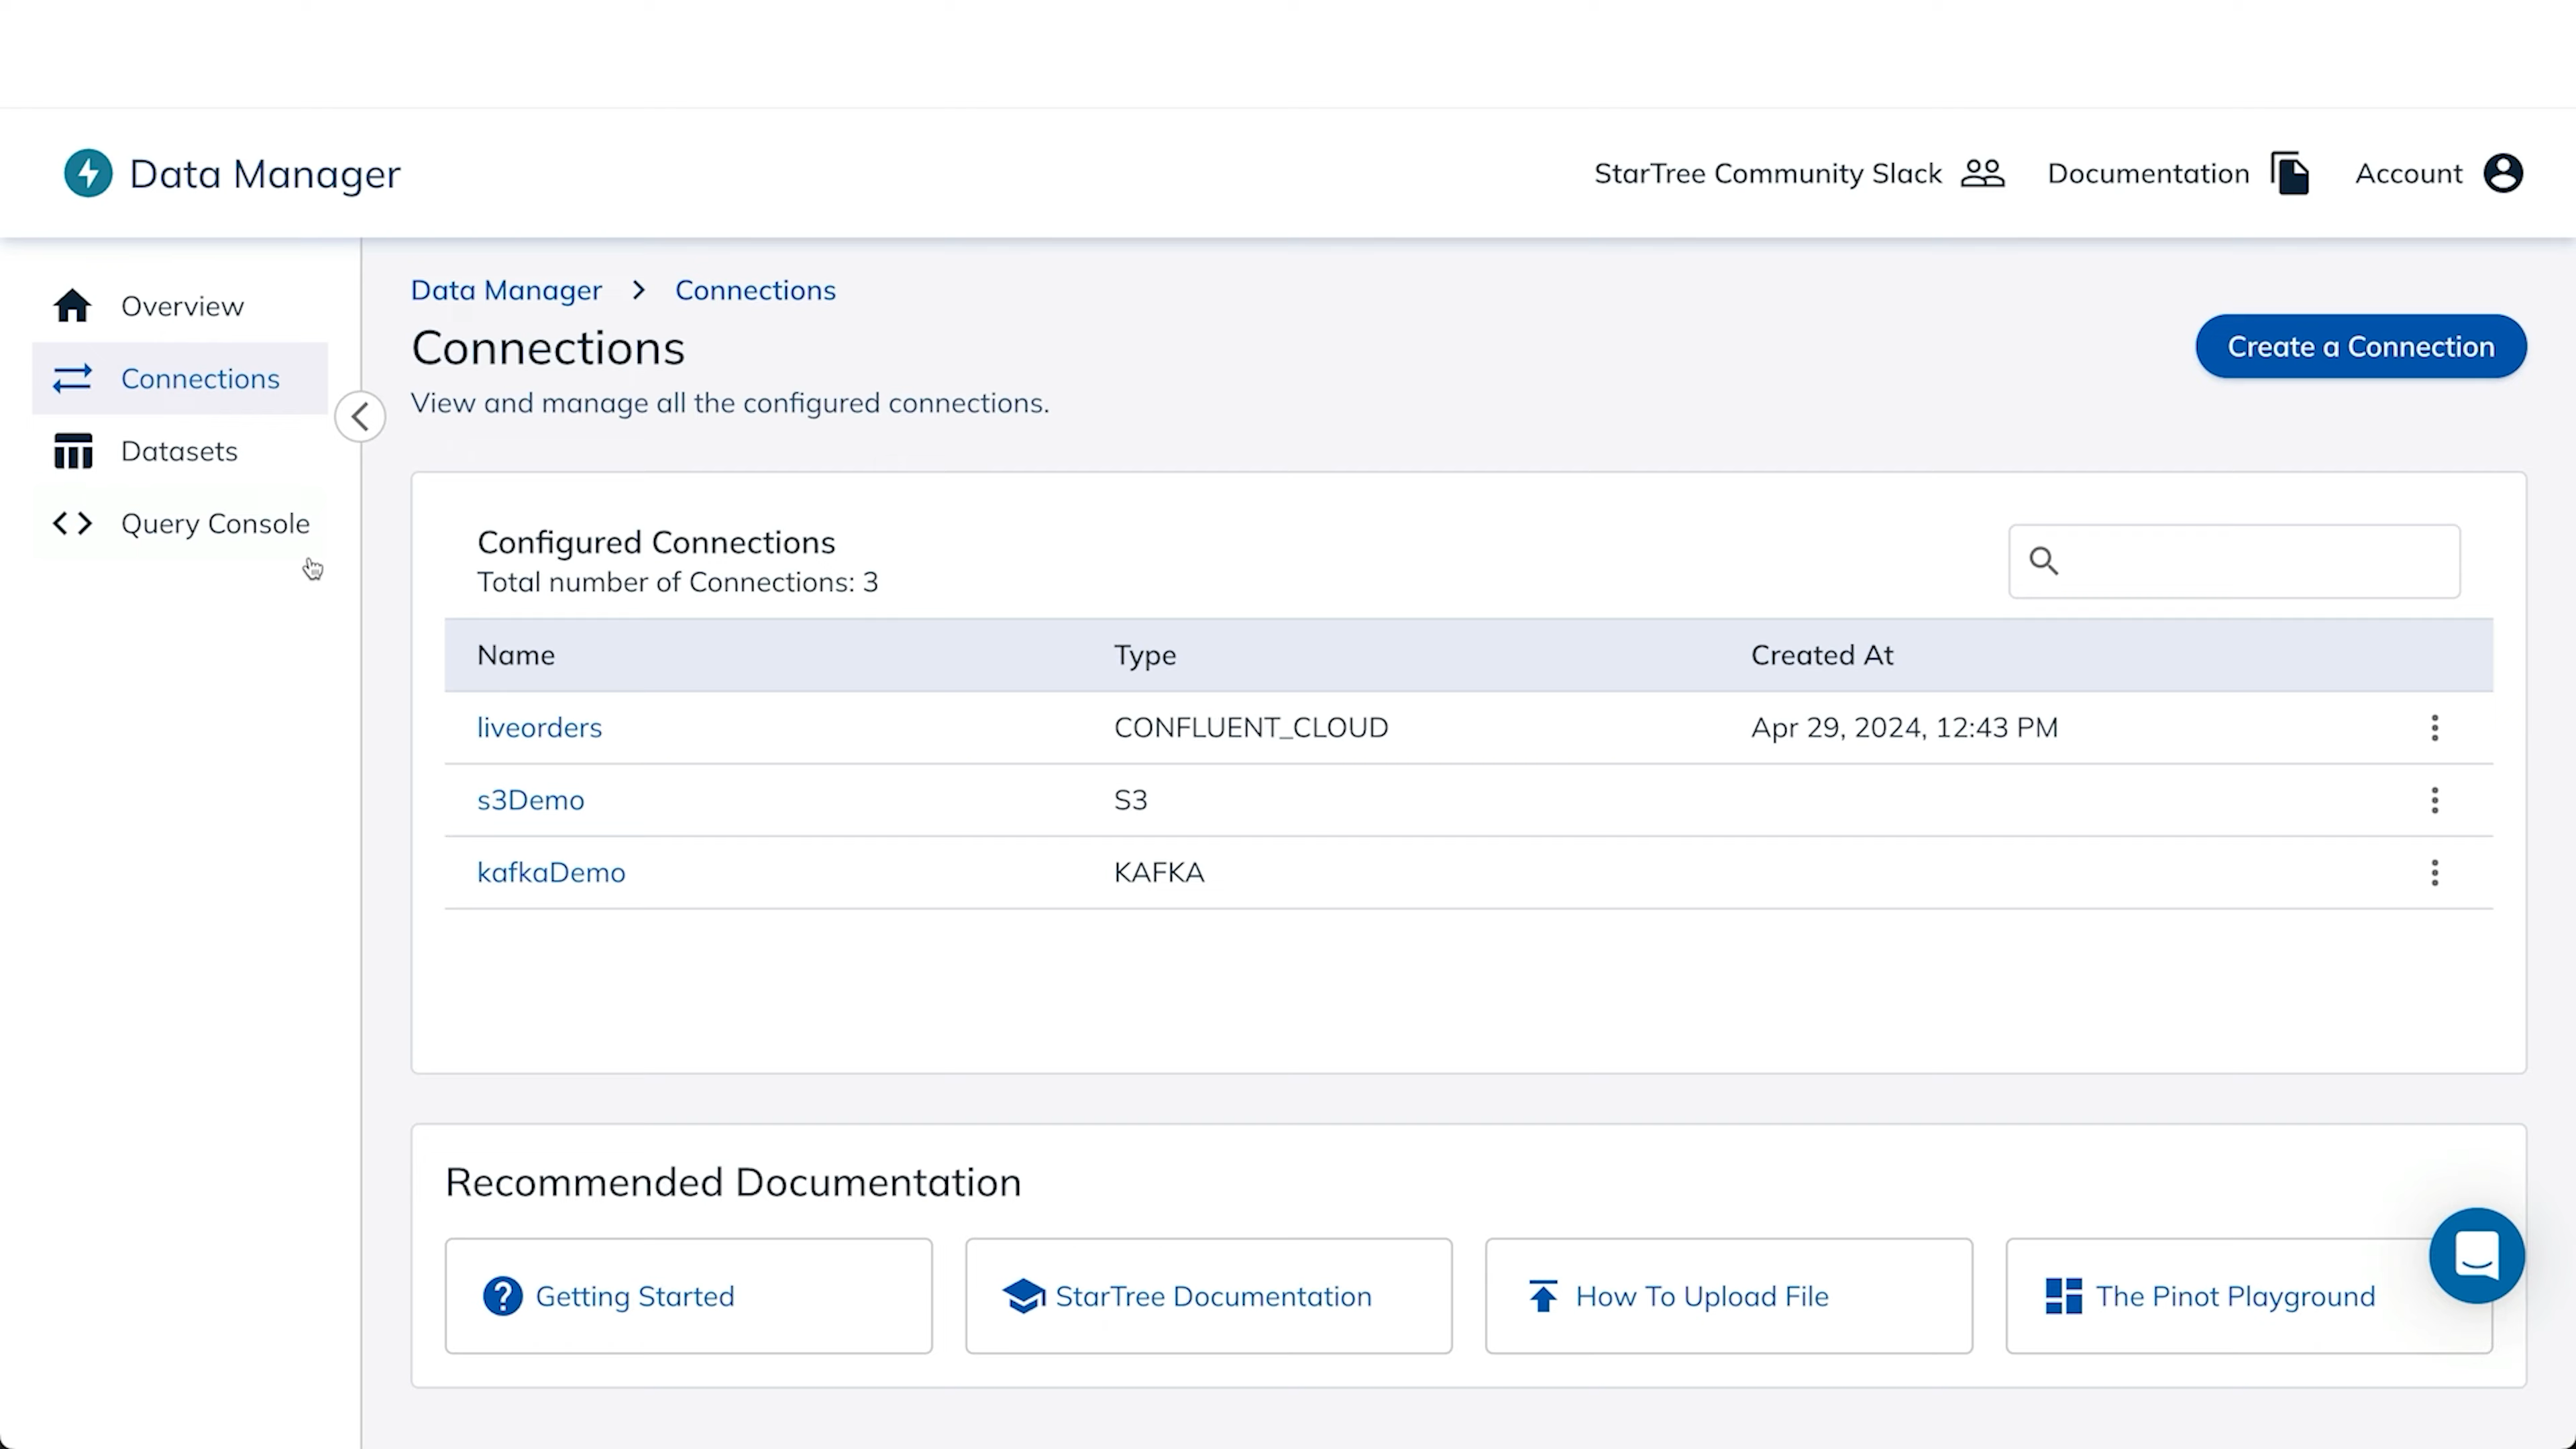 Data Manager
StarTree Community Slack
Documentation
Account
Overview
Connections
Datasets
Query Console
Data Manager > Connections
Connections
View and manage all the configured connections.
Create a Connection
Configured Connections
Total number of Connections: 3
Name Type Created At
liveorders CONFLUENT_CLOUD Apr 29, 2024, 12:43 PM
s3Demo S3
kafkaDemo KAFKA
Recommended Documentation
Getting Started
StarTree Documentation
How To Upload File
The Pinot Playground